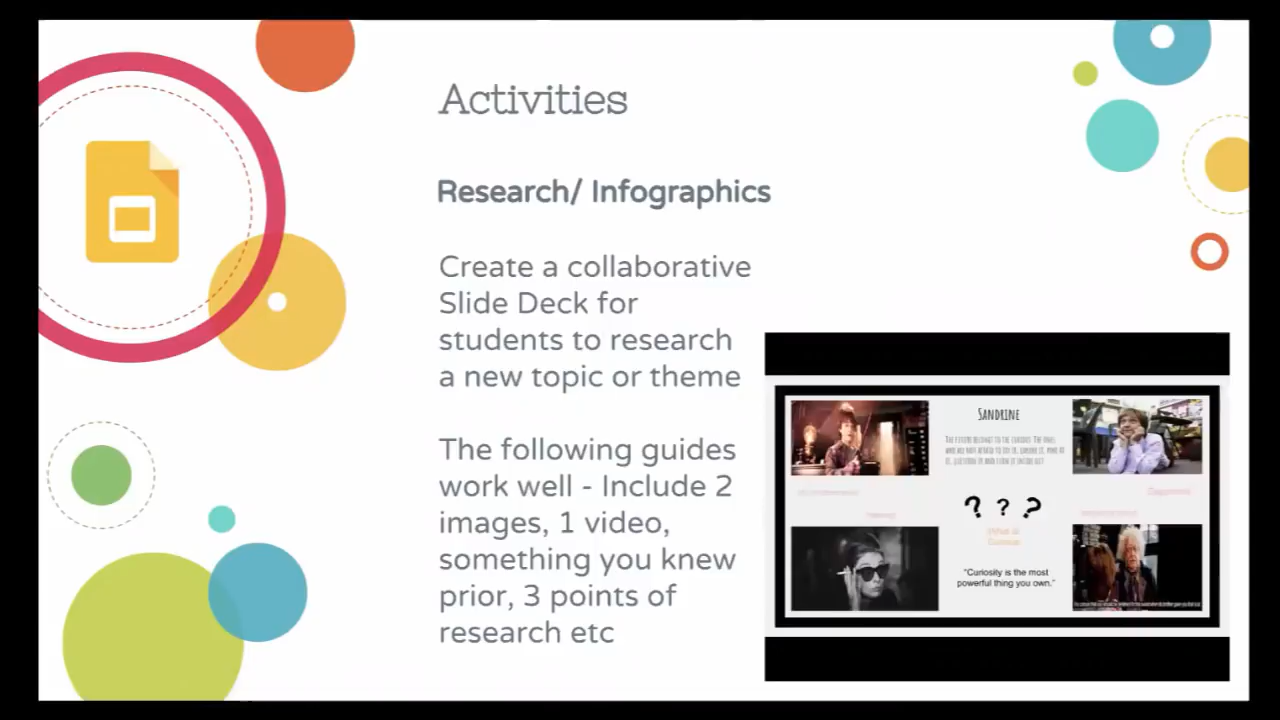 Activities
Research/ Infographics
Create a collaborative
Slide Deck for
students to research
a new topic or theme
The following guides
work well - Include 2
images, 1 video,
something you knew
prior, 3 points of
research etc
Sandrine
? ? ?
"Curiosity is the most
powerful thing you own."